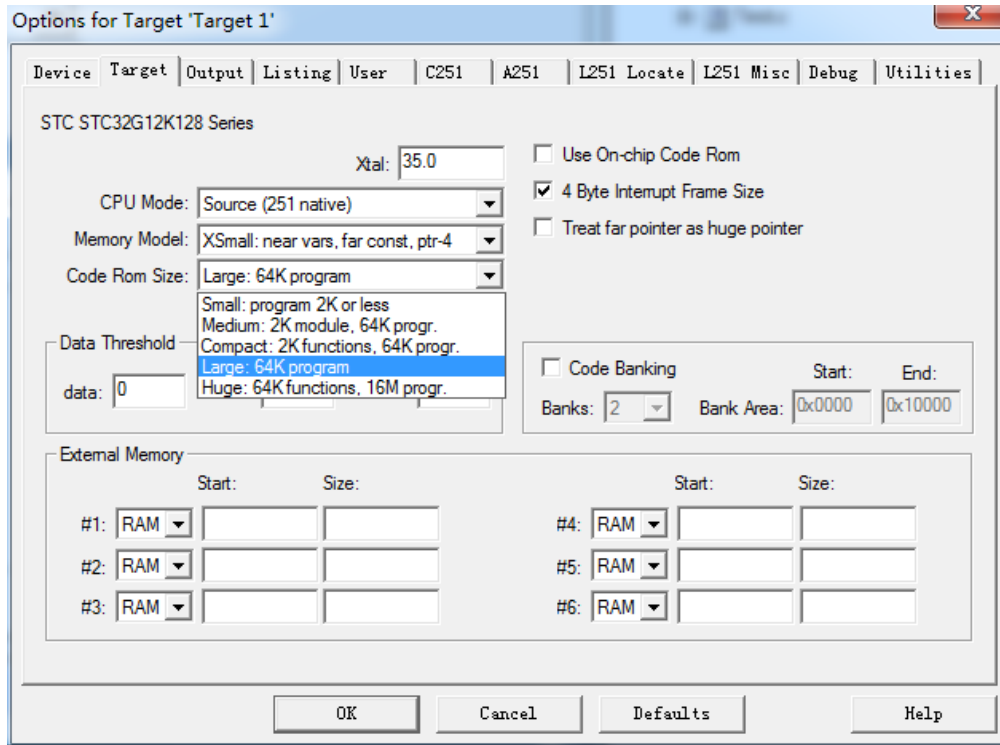 Options for Target 'Target 1'
Device Target Output Listing User C251 A251 L251 Locate L251 Misc Debug Utilities
STC STC32G12K128 Series
Xtal: 35.0
Use On-chip Code Rom
CPU Mode: Source (251 native)
4 Byte Interrupt Frame Size
Memory Model: XSmall: near vars, far const, ptr-4
Treat far pointer as huge pointer
Code Rom Size: Large: 64K program
Small: program 2K or less
Medium: 2K module, 64K progr.
Compact: 2K functions, 64K progr.
Large: 64K program
Huge: 64K functions, 16M progr.
Data Threshold
data: 0
Code Banking Start: End:
Banks: 2 Bank Area: 0x0000 0x10000
External Memory
Start: Size: Start: Size:
#1: RAM #4: RAM
#2: RAM #5: RAM
#3: RAM #6: RAM
OK Cancel Defaults Help